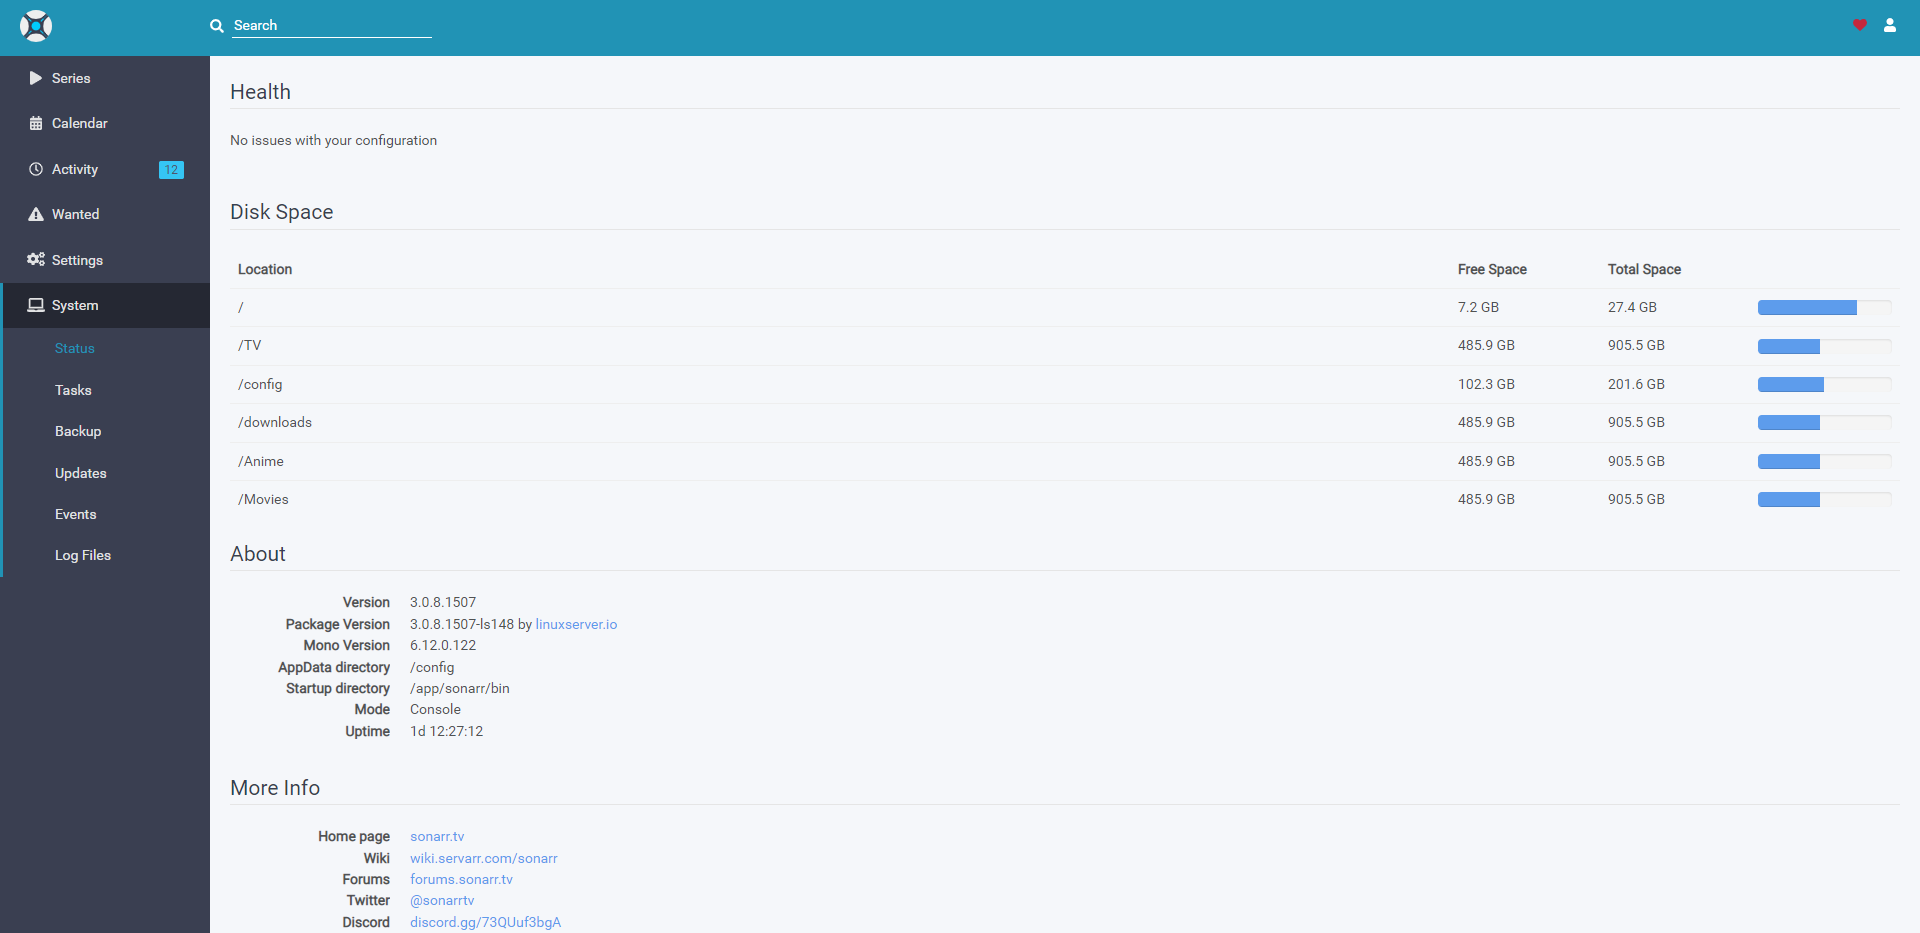 Search
Series
Calendar
Activity 12
Wanted
Settings
System
Status
Tasks
Backup
Updates
Events
Log Files
Health
No issues with your configuration
Disk Space
Location Free Space Total Space
/ 7.2 GB 27.4 GB
/TV 485.9 GB 905.5 GB
/config 102.3 GB 201.6 GB
/downloads 485.9 GB 905.5 GB
/Anime 485.9 GB 905.5 GB
/Movies 485.9 GB 905.5 GB
About
Version 3.0.8.1507
Package Version 3.0.8.1507-ls148 by linuxserver.io
Mono Version 6.12.0.122
AppData directory /config
Startup directory /app/sonarr/bin
Mode Console
Uptime 1d 12:27:12
More Info
Home page sonarr.tv
Wiki wiki.servarr.com/sonarr
Forums forums.sonarr.tv
Twitter @sonarrtv
Discord discord.gg/73QUuf3bgA